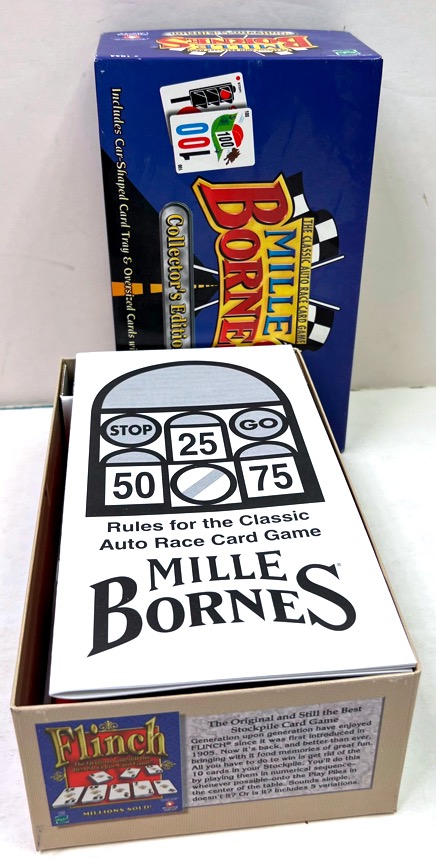 MILLE
BORNES
Includes Car-Shaped Card Tray & Oversized Cards
100
100
THE CLASSIC AUTO RACE CARD GAME
MILLE
BORNE
Collector's Editio
STOP
25
GO
50
75
Rules for the Classic
Auto Race Card Game
MILLE
BORNES
Flinch
MILLIONS SOLD!
The Original and Still the Best
Stockpile Card Game
Generation upon generation have enjoyed
FLINCH® since it was first introduced in
1905. Now it's back, and better than ever,
bringing with it fond memories of great fun.
All you have to do to win is get rid of the
10 cards in your Stockpile. You'll do this
by playing them in numerical sequence–
whenever possible–onto the Play Piles in
the center of the table. Sounds simple,
doesn't it? Or is it? Includes 5 variations.